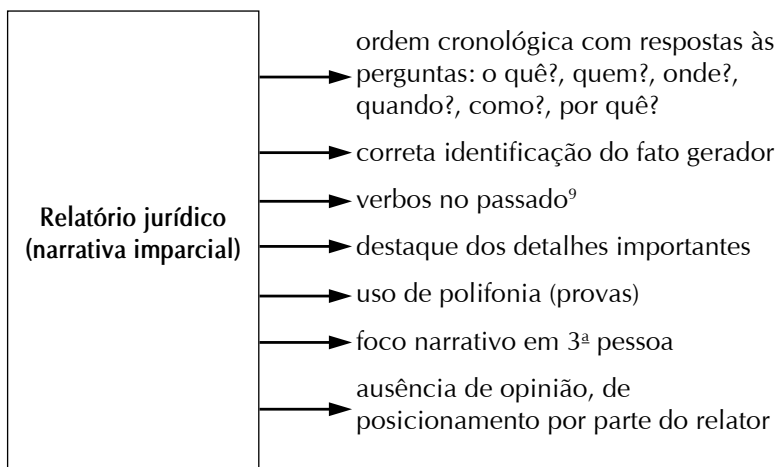 Relatório jurídico
(narrativa imparcial)
ordem cronológica com respostas às
perguntas: o quê?, quem?, onde?,
quando?, como?, por quê?
correta identificação do fato gerador
verbos no passado⁹
destaque dos detalhes importantes
uso de polifonia (provas)
foco narrativo em 3ª pessoa
ausência de opinião, de
posicionamento por parte do relator